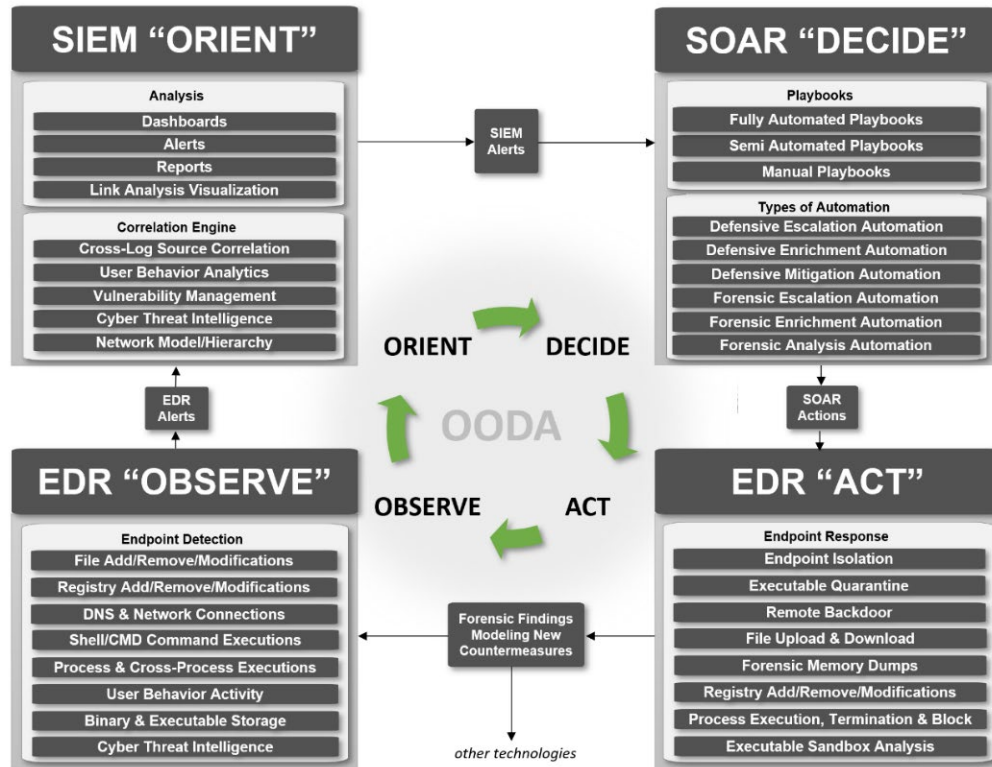 SIEM “ORIENT”
Analysis
Dashboards
Alerts
Reports
Link Analysis Visualization
Correlation Engine
Cross-Log Source Correlation
User Behavior Analytics
Vulnerability Management
Cyber Threat Intelligence
Network Model/Hierarchy
SIEM
Alerts
SOAR “DECIDE”
Playbooks
Fully Automated Playbooks
Semi Automated Playbooks
Manual Playbooks
Types of Automation
Defensive Escalation Automation
Defensive Enrichment Automation
Defensive Mitigation Automation
Forensic Escalation Automation
Forensic Enrichment Automation
Forensic Analysis Automation
ORIENT
DECIDE
OODA
OBSERVE
ACT
EDR
Alerts
SOAR
Actions
EDR “OBSERVE”
Endpoint Detection
File Add/Remove/Modifications
Registry Add/Remove/Modifications
DNS & Network Connections
Shell/CMD Command Executions
Process & Cross-Process Executions
User Behavior Activity
Binary & Executable Storage
Cyber Threat Intelligence
Forensic Findings
Modeling New
Countermeasures
other technologies
EDR “ACT”
Endpoint Response
Endpoint Isolation
Executable Quarantine
Remote Backdoor
File Upload & Download
Forensic Memory Dumps
Registry Add/Remove/Modifications
Process Execution, Termination & Block
Executable Sandbox Analysis